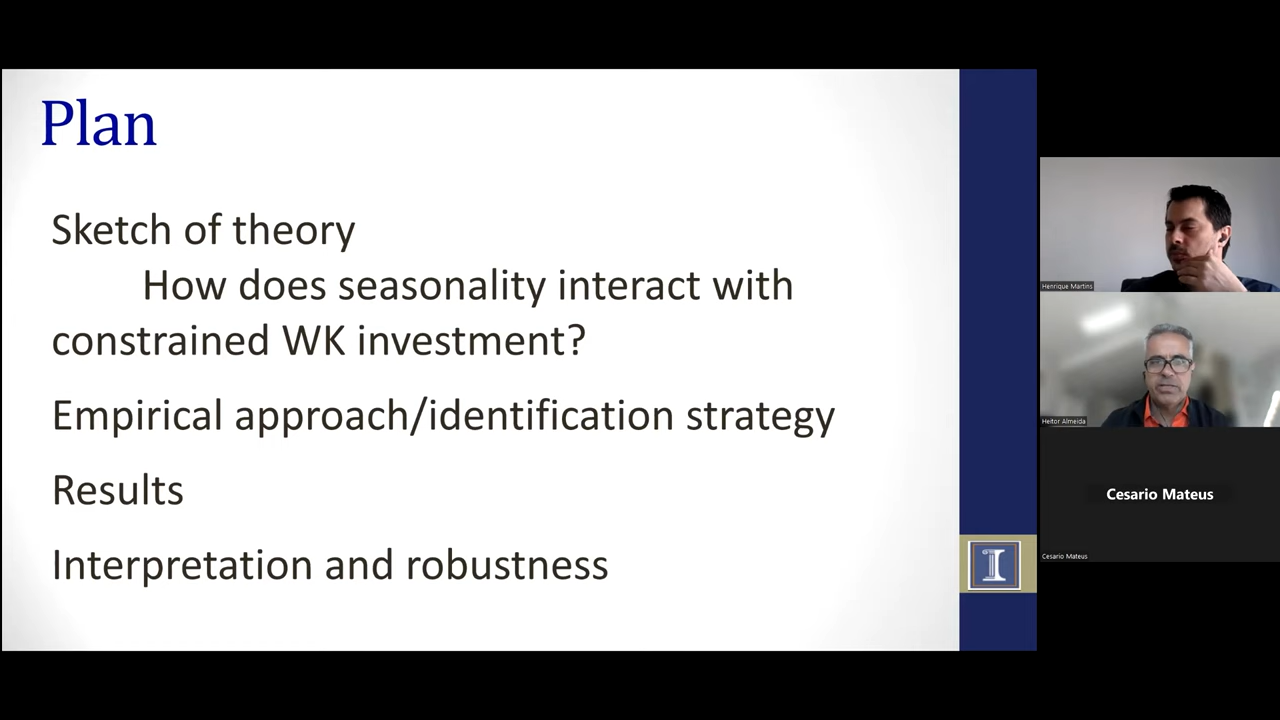 Plan
Sketch of theory
How does seasonality interact with
constrained WK investment?
Empirical approach/identification strategy
Results
Interpretation and robustness
I
Henrique Martins
Heitor Almeida
Cesario Mateus
Cesario Mateus